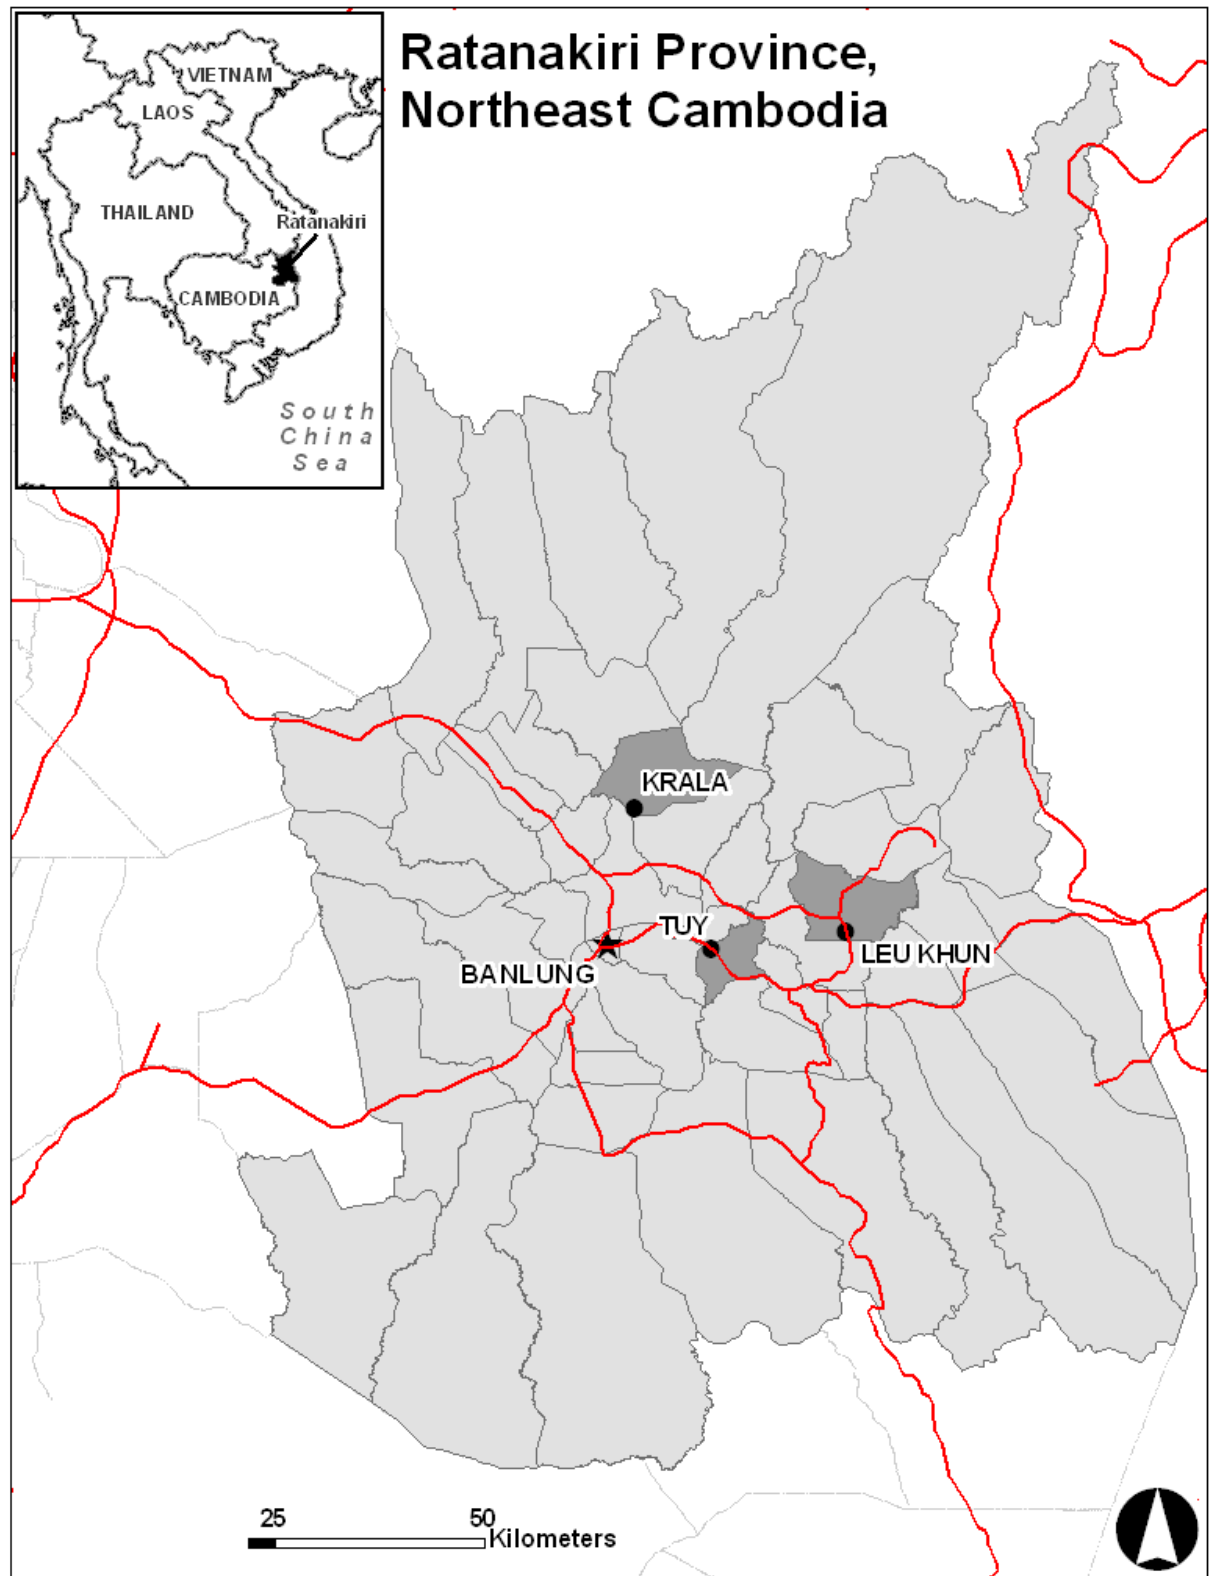 Ratanakiri Province,
Northeast Cambodia
VIETNAM
LAOS
THAILAND
Ratanakiri
CAMBODIA
South
China
Sea
KRALA
TUY
LEU KHUN
BANLUNG
25 50
Kilometers